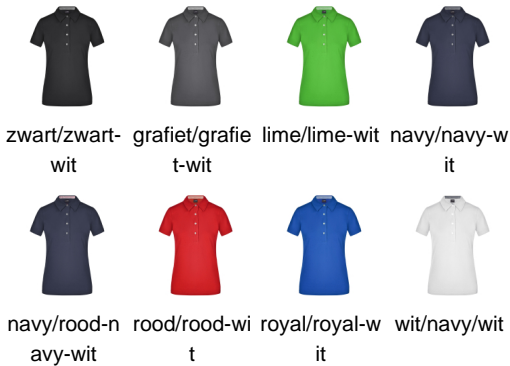 zwart/zwart- grafiet/grafie lime/lime-wit navy/navy-w
wit t-wit it
navy/rood-n rood/rood-wi royal/royal-w wit/navy/wit
avy-wit t it